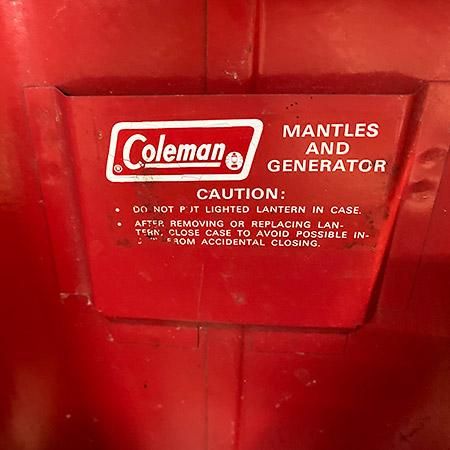 Coleman®
MANTLES
AND
GENERATOR
CAUTION:
• DO NOT PUT LIGHTED LANTERN IN CASE.
• AFTER REMOVING OR REPLACING LAN-
TERN, CLOSE CASE TO AVOID POSSIBLE IN-
FROM ACCIDENTAL CLOSING.